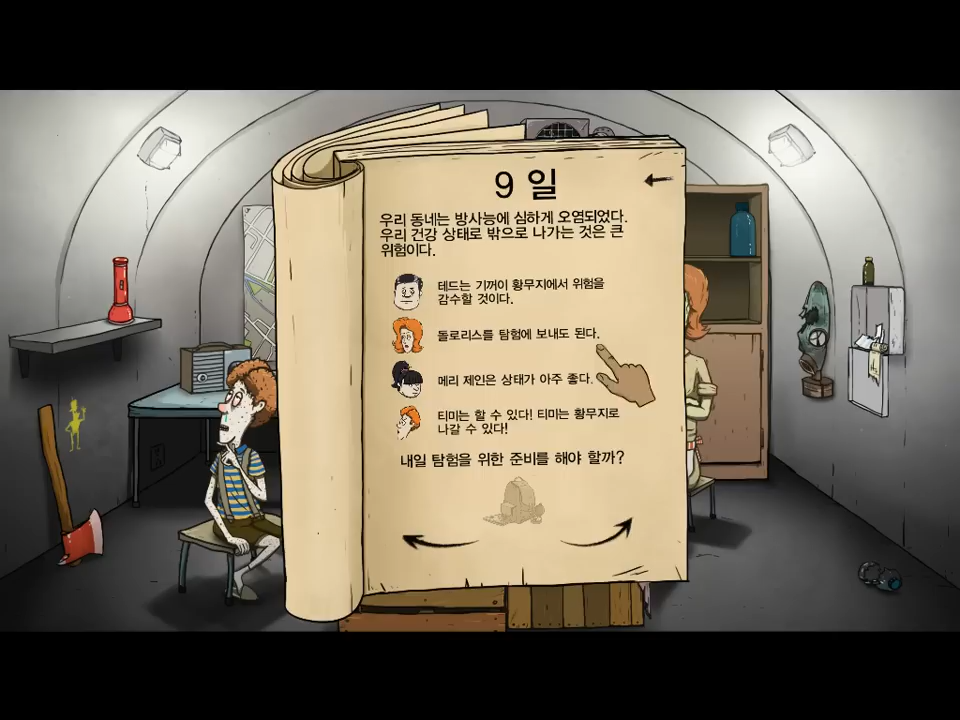 9 일
우리 동네는 방사능에 심하게 오염되었다.
우리 건강 상태로 밖으로 나가는 것은 큰
위험이다.
테드는 기꺼이 황무지에서 위험을
감수할 것이다.
돌로리스를 탐험에 보내도 된다.
메리 제인은 상태가 아주 좋다.
티미는 할 수 있다! 티미는 황무지로
나갈 수 있다!
내일 탐험을 위한 준비를 해야 할까?